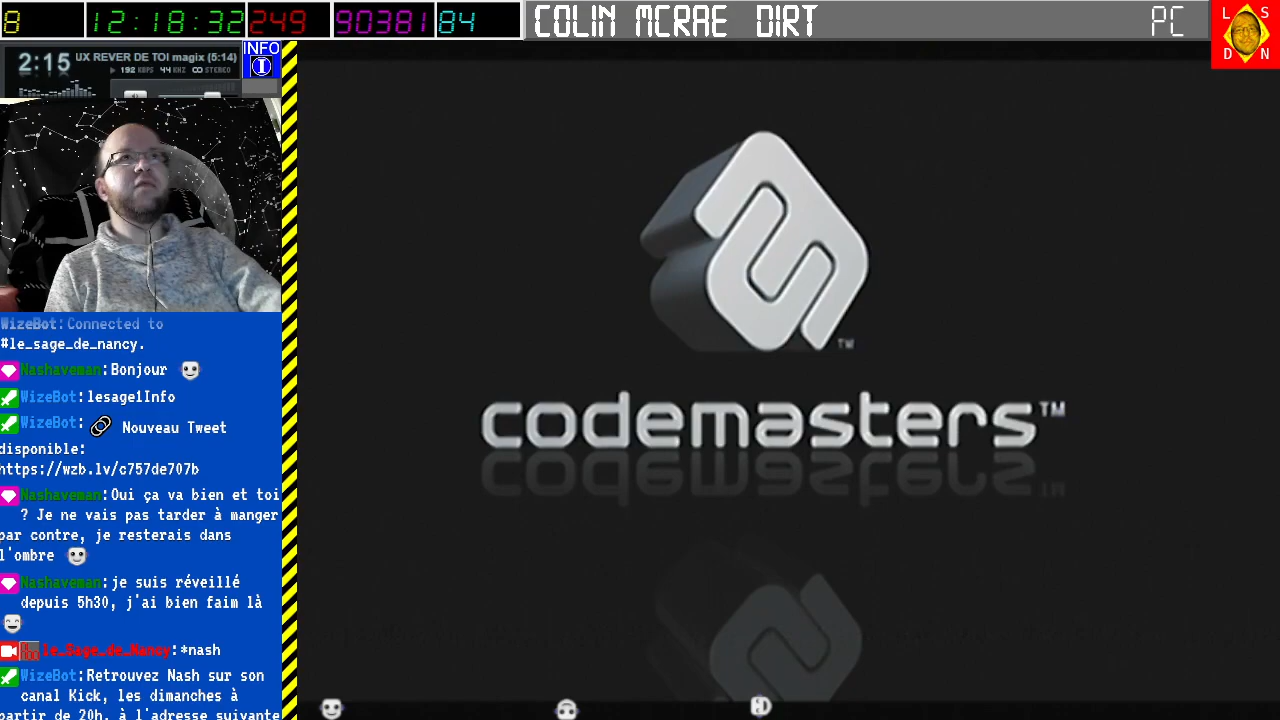 8
12:18:32
249
90381
84
COLIN MCRAE DIRT
PC
L S
D N
2:15
UX REVER DE TOI magix (5:14)
192 KBPS 44 KHZ STEREO
INFO
WizeBot:Connected to
#le_sage_de_nancy.
Nashaveman:Bonjour
WizeBot:lesage1Info
WizeBot: Nouveau Tweet
disponible:
https://wzb.lv/c757de707b
Nashaveman:Oui ça va bien et toi
? Je ne vais pas tarder à manger
par contre, je resterais dans
l'ombre
Nashaveman:je suis réveillé
depuis 5h30, j'ai bien faim là
le_Sage_de_Nancy:*nash
WizeBot:Retrouvez Nash sur son
canal Kick, les dimanches à
partir de 20h, à l'adresse suivante
codemasters™
TM